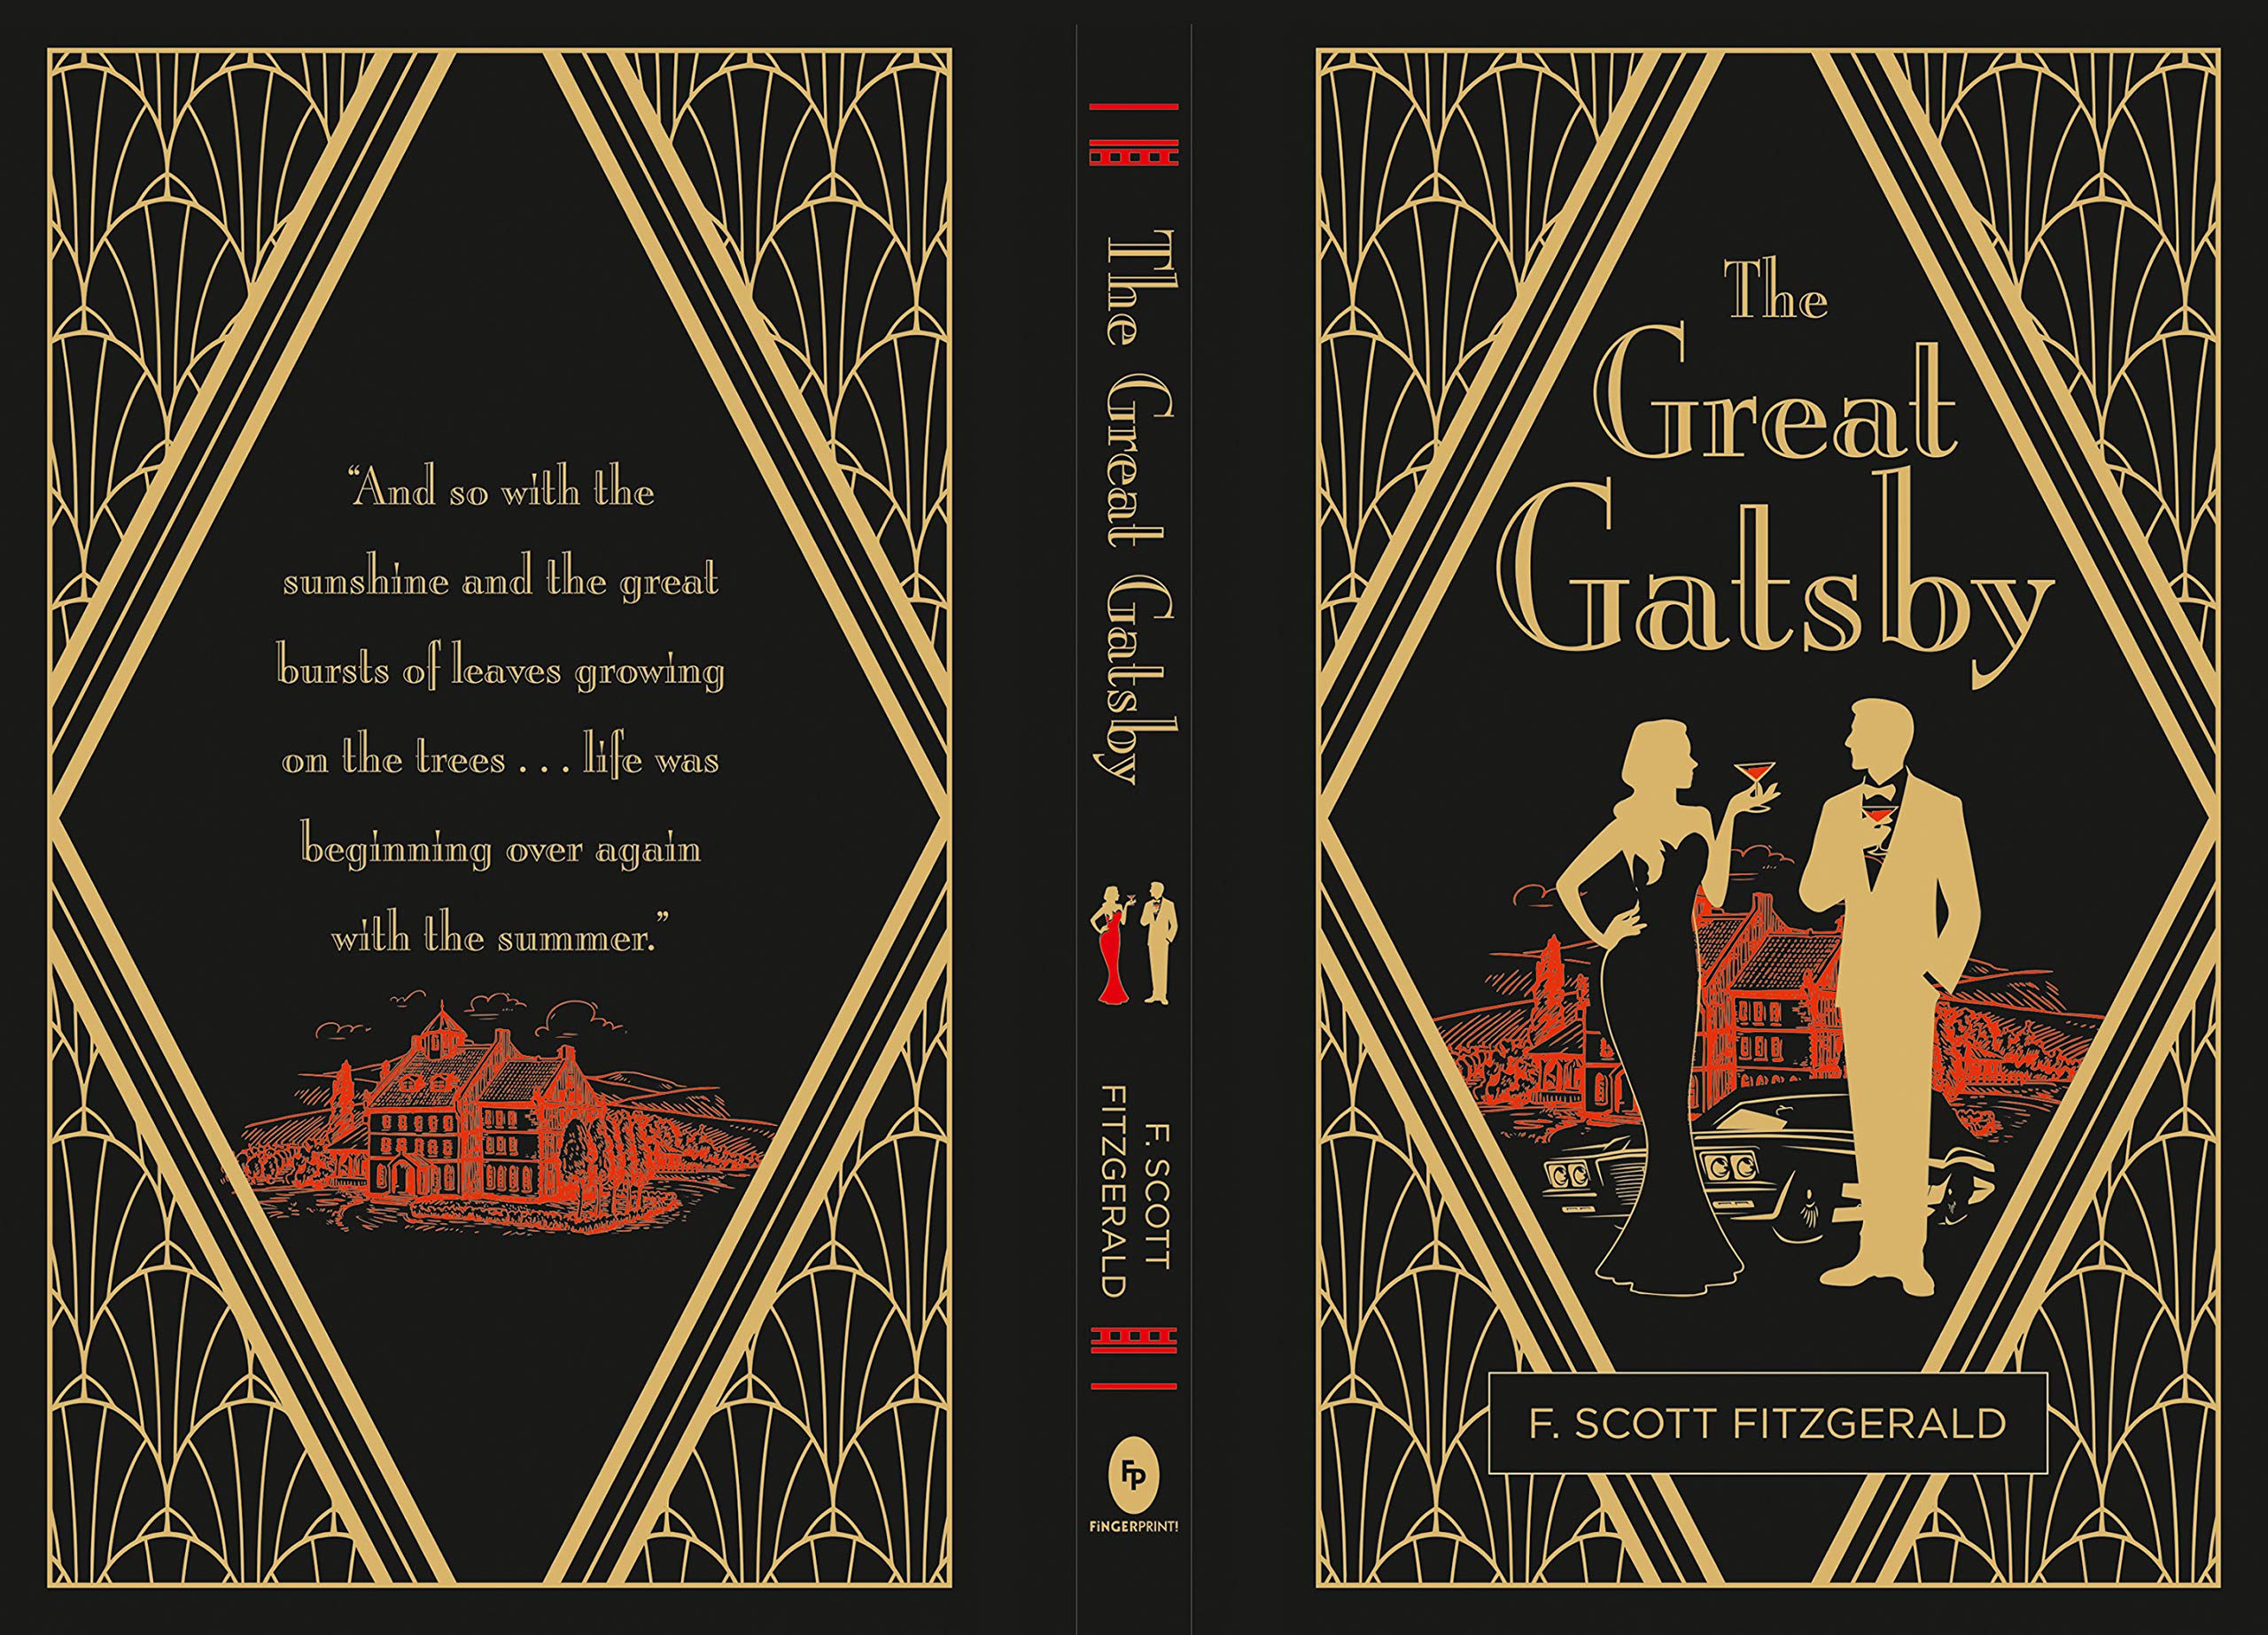 “And so with the
sunshine and the great
bursts of leaves growing
on the trees . . . life was
beginning over again
with the summer.”
The Great Gatsby
F. SCOTT
FITZGERALD
FP
FiNGERPRINT!
The
Great
Gatsby
F. SCOTT FITZGERALD